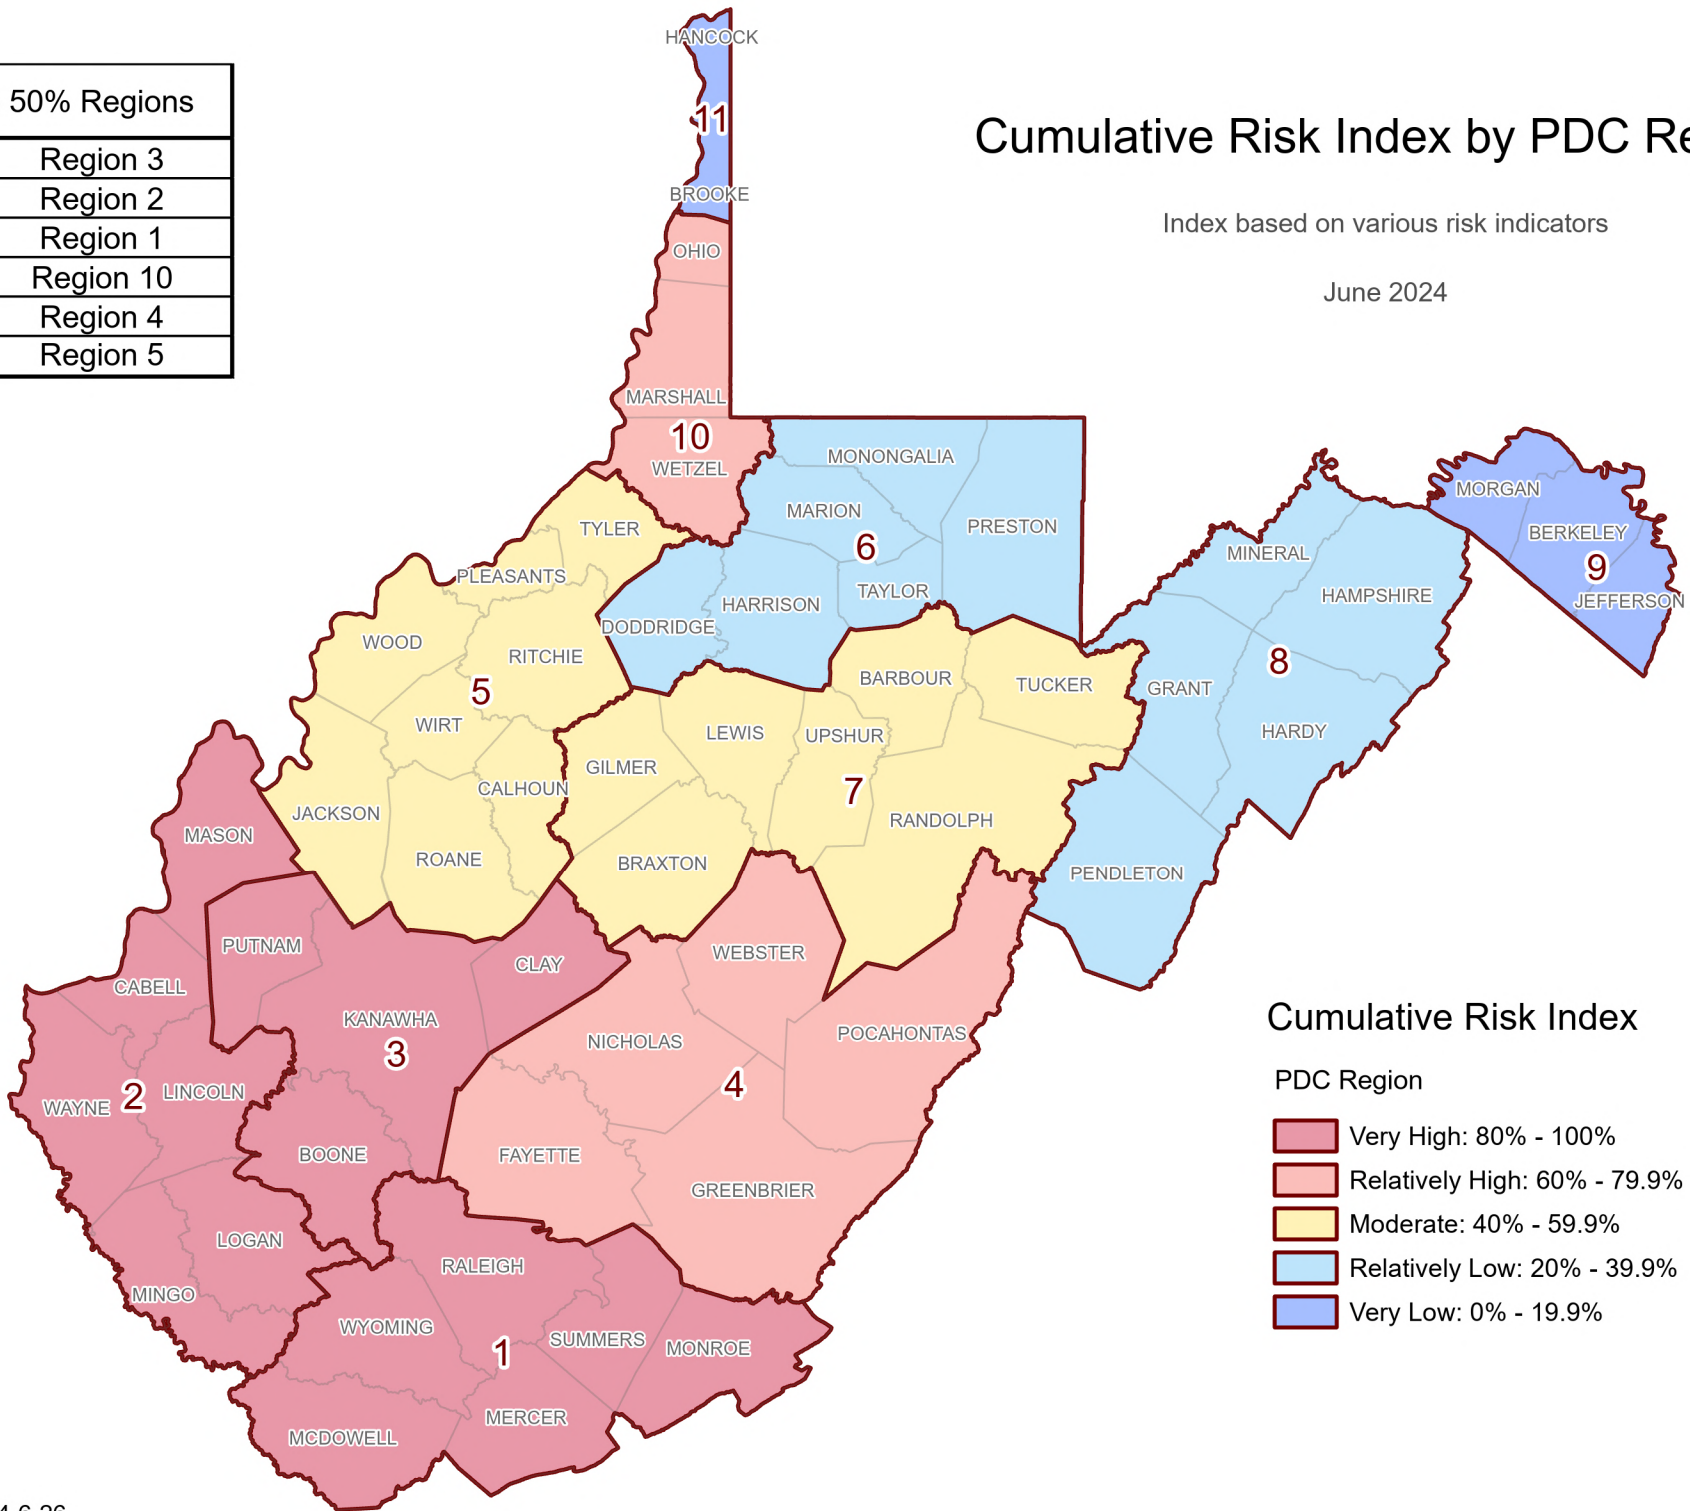 50% Regions
Region 3
Region 2
Region 1
Region 10
Region 4
Region 5
Cumulative Risk Index by PDC
Index based on various risk indicators
June 2024
HANCOCK
11
BROOKE
OHIO
MARSHALL
10
WETZEL
MONONGALIA
MARION
PRESTON
6
TAYLOR
HARRISON
DODDRIDGE
TYLER
PLEASANTS
WOOD
RITCHIE
5
WIRT
CALHOUN
JACKSON
ROANE
MORGAN
BERKELEY
9
JEFFERSON
MINERAL
HAMPSHIRE
8
GRANT
HARDY
PENDLETON
BARBOUR
TUCKER
LEWIS
UPSHUR
GILMER
7
RANDOLPH
BRAXTON
MASON
PUTNAM
CLAY
CABELL
KANAWHA
3
WAYNE
2
LINCOLN
BOONE
LOGAN
MINGO
WEBSTER
NICHOLAS
POCAHONTAS
4
FAYETTE
GREENBRIER
RALEIGH
WYOMING
1
SUMMERS
MONROE
MERCER
MCDOWELL
Cumulative Risk Index
PDC Region
Very High: 80% - 100%
Relatively High: 60% - 79.9%
Moderate: 40% - 59.9%
Relatively Low: 20% - 39.9%
Very Low: 0% - 19.9%